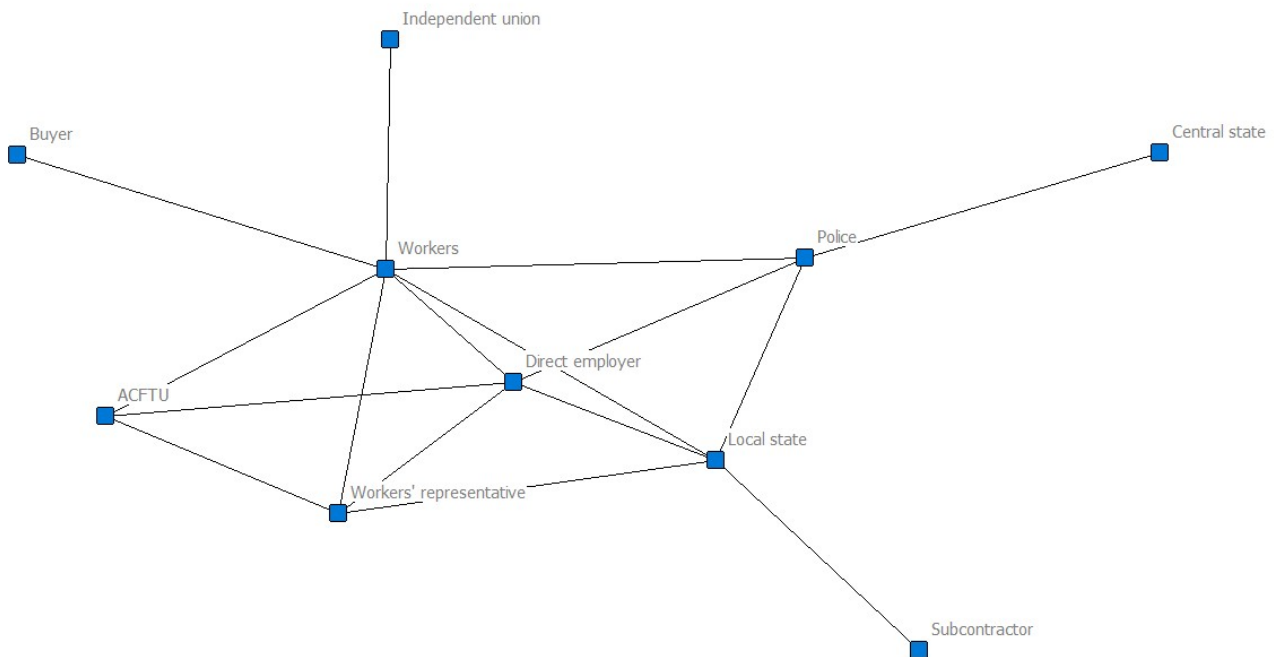 Independent union
Buyer
Central state
Police
Workers
Direct employer
ACFTU
Local state
Workers' representative
Subcontractor